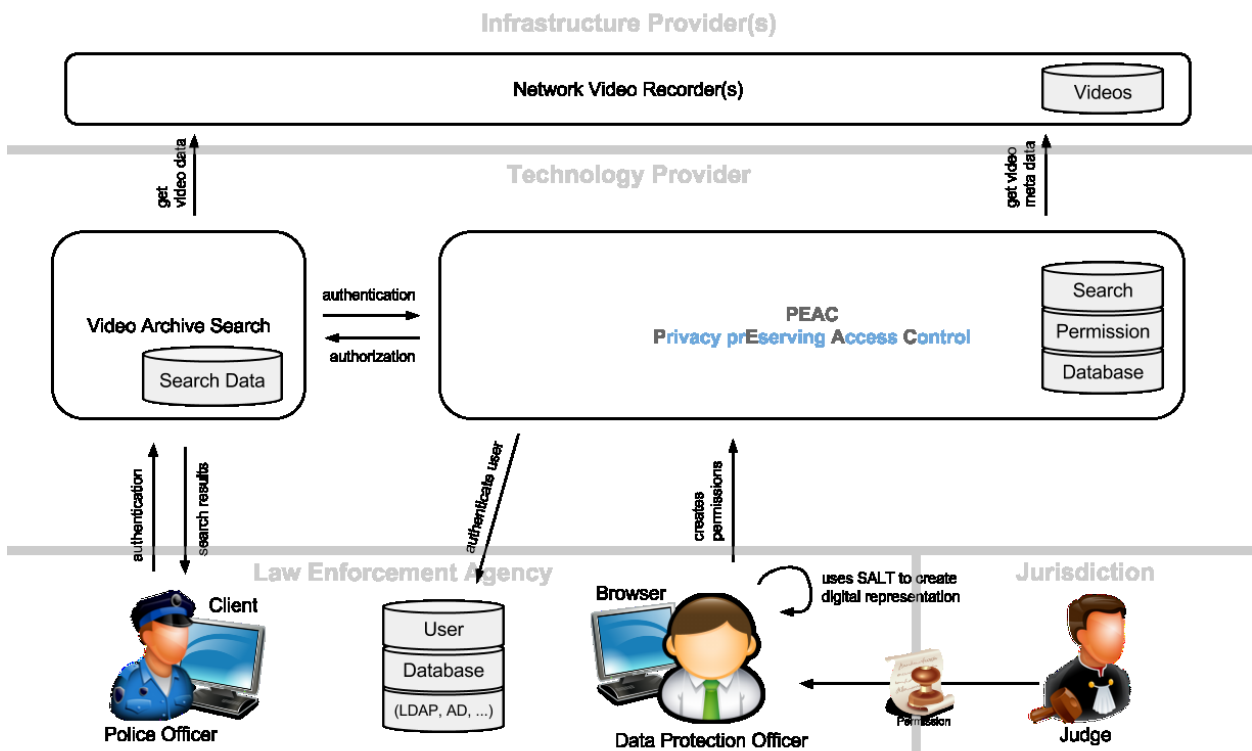 Infrastructure Provider(s)
Network Video Recorder(s)
Videos
get
video data
get video
meta data
Technology Provider
Video Archive Search
Search Data
authentication
authorization
PEAC
Privacy prEserving Access Control
Search
Permission
Database
authentication
search results
authenticate user
creates
permissions
Law Enforcement Agency
Jurisdiction
Client
Police Officer
User
Database
(LDAP, AD, ...)
Browser
uses SALT to create
digital representation
Data Protection Officer
Permission
Judge